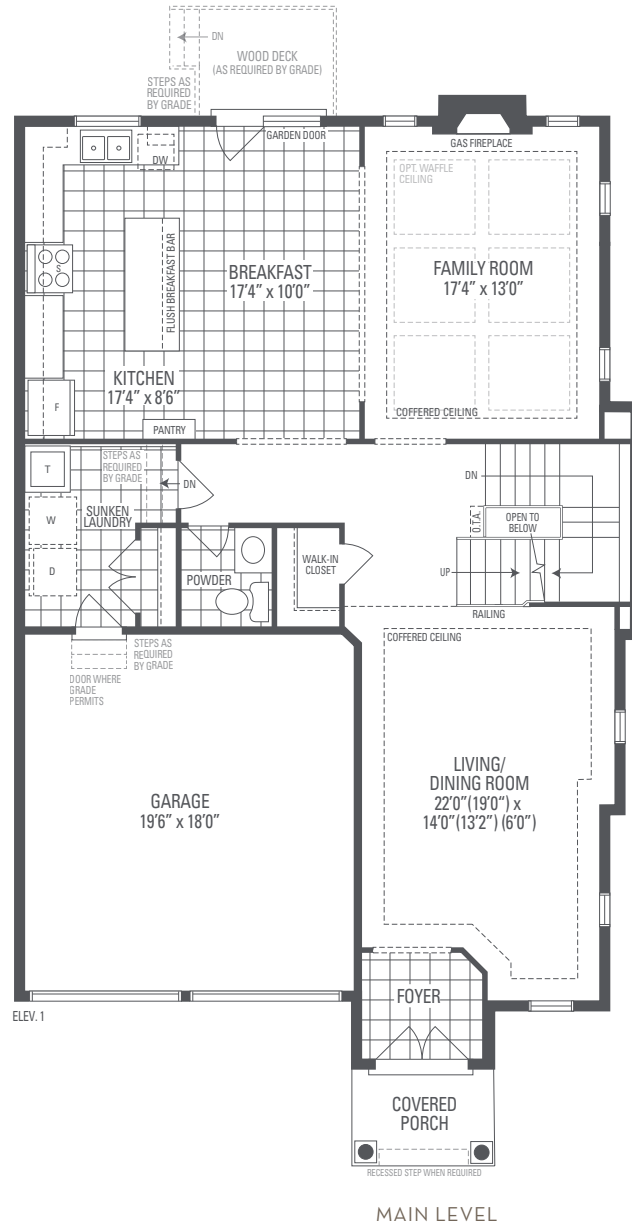 DN
WOOD DECK
(AS REQUIRED BY GRADE)
STEPS AS
REQUIRED
BY GRADE
GARDEN DOOR
GAS FIREPLACE
DW
OPT. WAFFLE
CEILING
S
FLUSH BREAKFAST BAR
BREAKFAST
17'4" x 10'0"
FAMILY ROOM
17'4" x 13'0"
KITCHEN
17'4" x 8'6"
F
PANTRY
COFFERED CEILING
T
STEPS AS
REQUIRED
BY GRADE
DN
DN
SUNKEN
LAUNDRY
W
O.T.A.
OPEN TO
BELOW
D
POWDER
WALK-IN
CLOSET
UP
RAILING
STEPS AS
REQUIRED
BY GRADE
COFFERED CEILING
DOOR WHERE
GRADE
PERMITS
LIVING/
DINING ROOM
22'0"(19'0") x
14'0"(13'2") (6'0")
GARAGE
19'6" x 18'0"
FOYER
ELEV. 1
COVERED
PORCH
RECESSED STEP WHEN REQUIRED
MAIN LEVEL